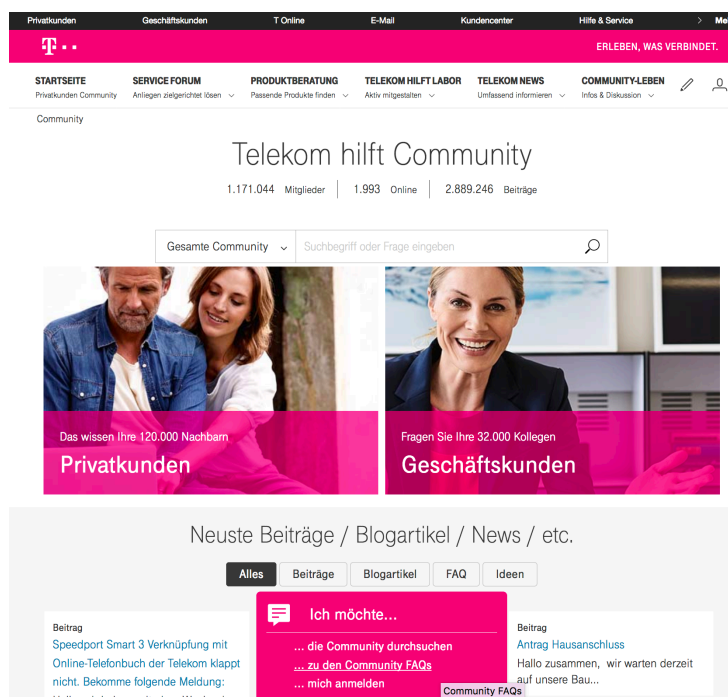 Privatkunden Geschäftskunden T Online E-Mail Kundencenter Hilfe & Service > Me
T ERLEBEN, WAS VERBINDET.
STARTSEITE SERVICE FORUM PRODUKTBERATUNG TELEKOM HILFT LABOR TELEKOM NEWS COMMUNITY-LEBEN
Privatkunden Community Anliegen zielgerichtet lösen Passende Produkte finden Aktiv mitgestalten Umfassend informieren Infos & Diskussion
Community
Telekom hilft Community
1.171.044 Mitglieder 1.993 Online 2.889.246 Beiträge
Gesamte Community Suchbegriff oder Frage eingeben
Das wissen Ihre 120.000 Nachbarn
Privatkunden
Fragen Sie Ihre 32.000 Kollegen
Geschäftskunden
Neuste Beiträge / Blogartikel / News / etc.
Alles Beiträge Blogartikel FAQ Ideen
Beitrag
Speedport Smart 3 Verknüpfung mit
Online-Telefonbuch der Telekom klappt
nicht. Bekomme folgende Meldung:
Ich möchte...
... die Community durchsuchen
... zu den Community FAQs
... mich anmelden
Community FAQs
Beitrag
Antrag Hausanschluss
Hallo zusammen, wir warten derzeit
auf unsere Bau...